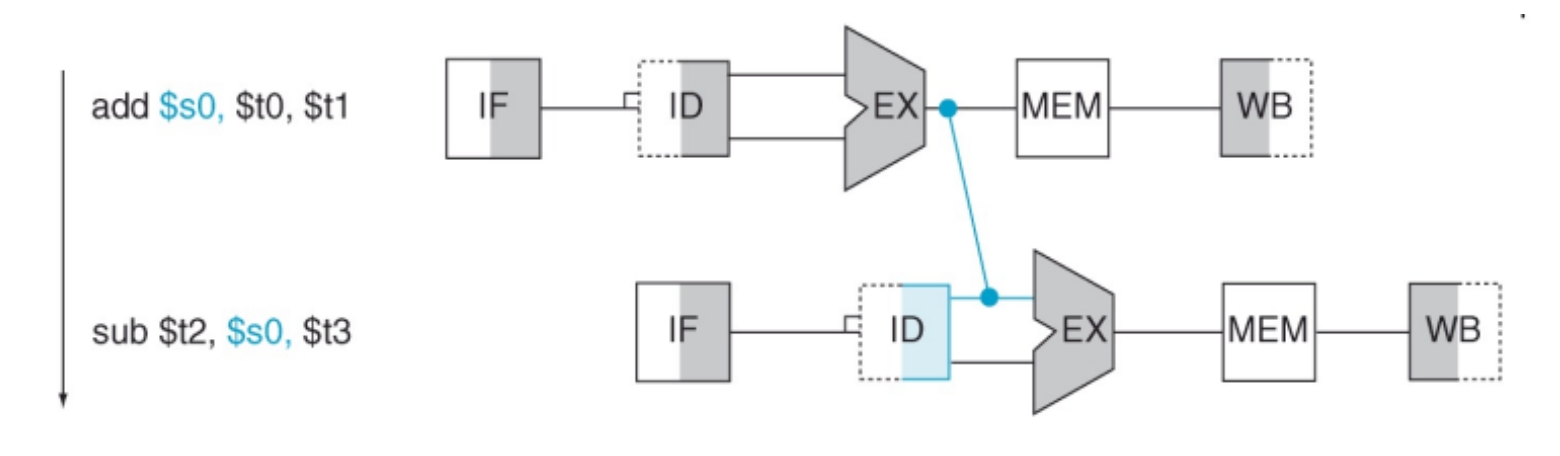 add $s0, $t0, $t1 IF ID EX MEM WB
sub $t2, $s0, $t3 IF ID EX MEM WB